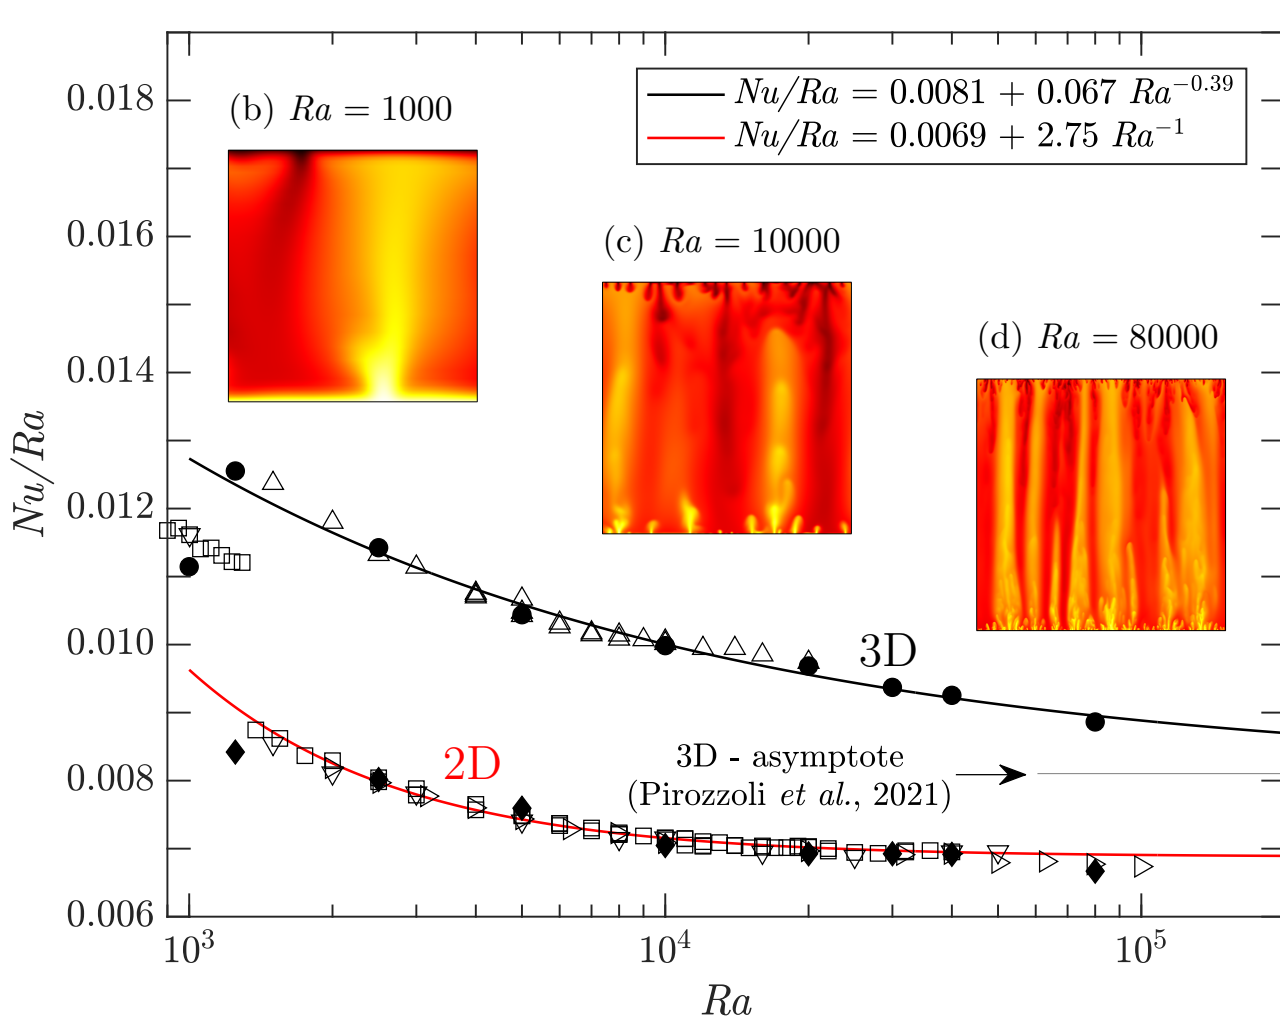 0.018
0.016
0.014
0.012
0.010
0.008
0.006
Nu/Ra
(b) Ra = 1000
Nu/Ra = 0.0081 + 0.067 Ra^−0.39
Nu/Ra = 0.0069 + 2.75 Ra^−1
(c) Ra = 10000
(d) Ra = 80000
3D
2D
3D - asymptote
(Pirozzoli et al., 2021)
10^3
10^4
10^5
Ra